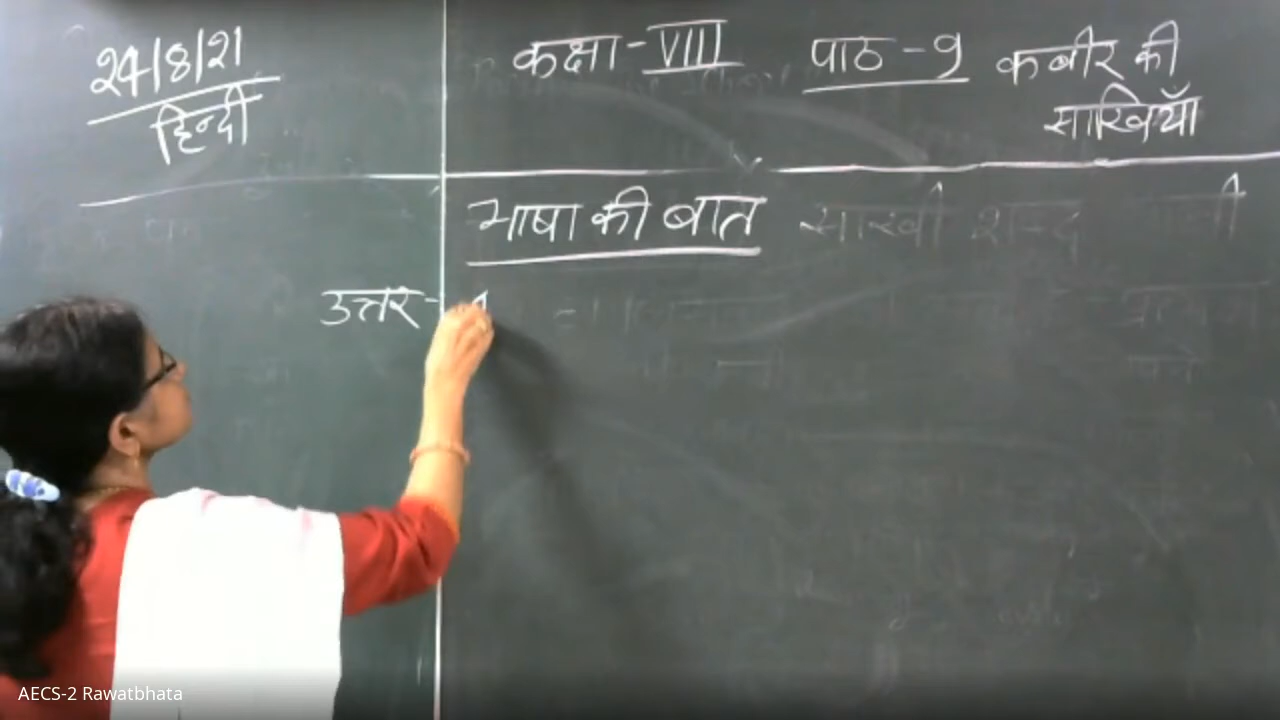 24/8/21
हिन्दी
कक्षा - VIII पाठ - 9 कबीर की
साखियाँ
भाषा की बात
उत्तर -
AECS-2 Rawatbhata